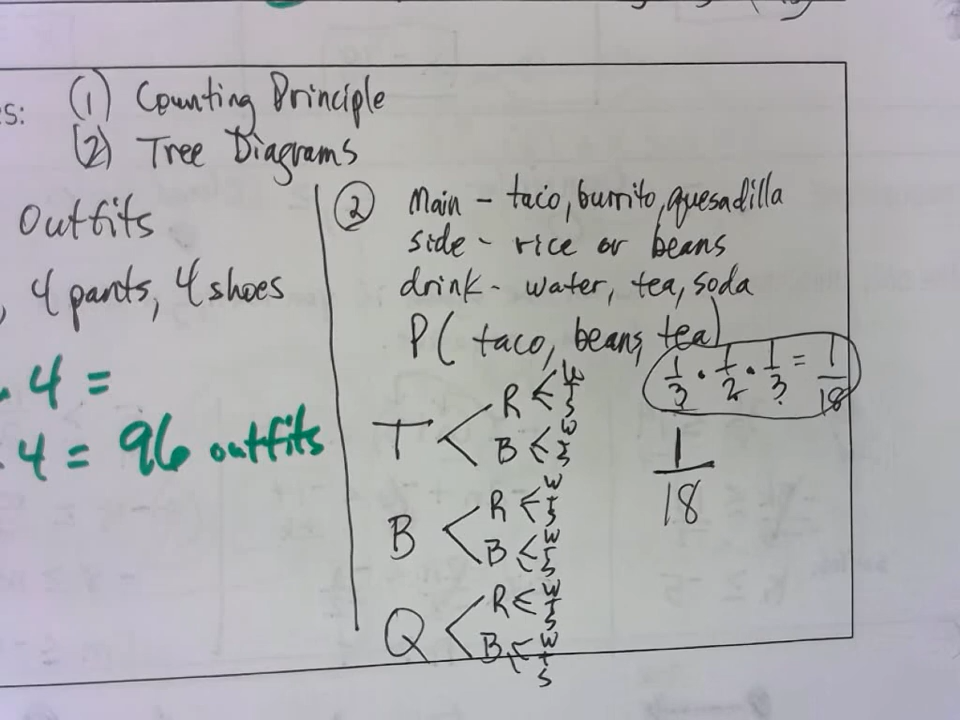 (1) Counting Principle
(2) Tree Diagrams
outfits
4 pants, 4 shoes
. 4 =
. 4 = 96 outfits
② Main - taco, burrito, quesadilla
side - rice or beans
drink - water, tea, soda
P( taco, beans, tea)
1/3 · 1/2 · 1/3 = 1/18
1/18
T < R < W T S
B < W T S
B < R < W T S
B < W T S
Q < R < W T S
B < W T S